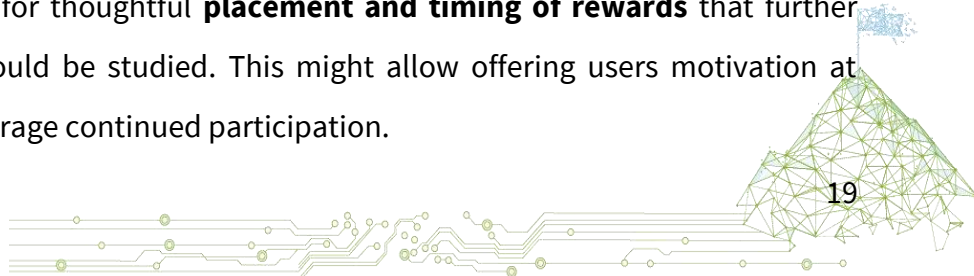 for thoughtful placement and timing of rewards that further
ould be studied. This might allow offering users motivation at
rage continued participation.
19